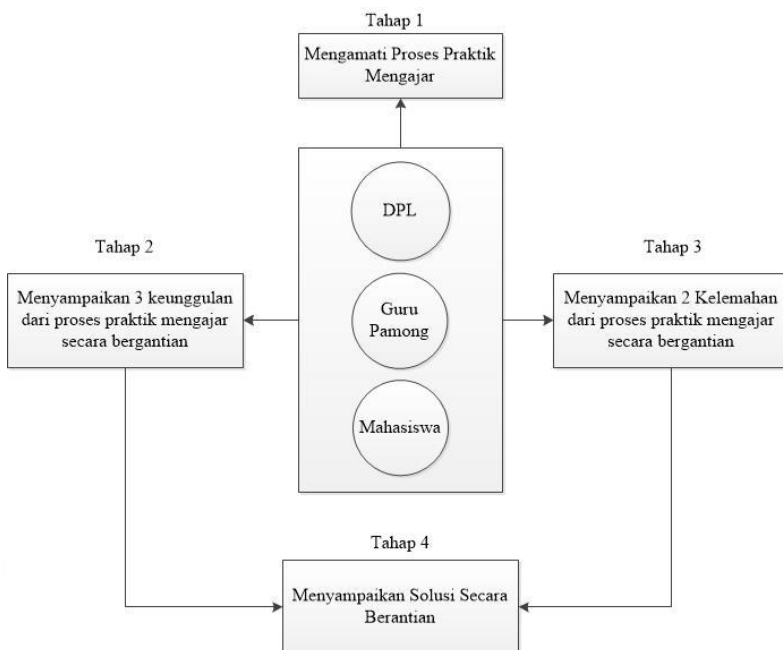 Tahap 1
Mengamati Proses Praktik
Mengajar
DPL
Guru
Pamong
Mahasiswa
Tahap 2
Menyampaikan 3 keunggulan
dari proses praktik mengajar
secara bergantian
Tahap 3
Menyampaikan 2 Kelemahan
dari proses praktik mengajar
secara bergantian
Tahap 4
Menyampaikan Solusi Secara
Berantian